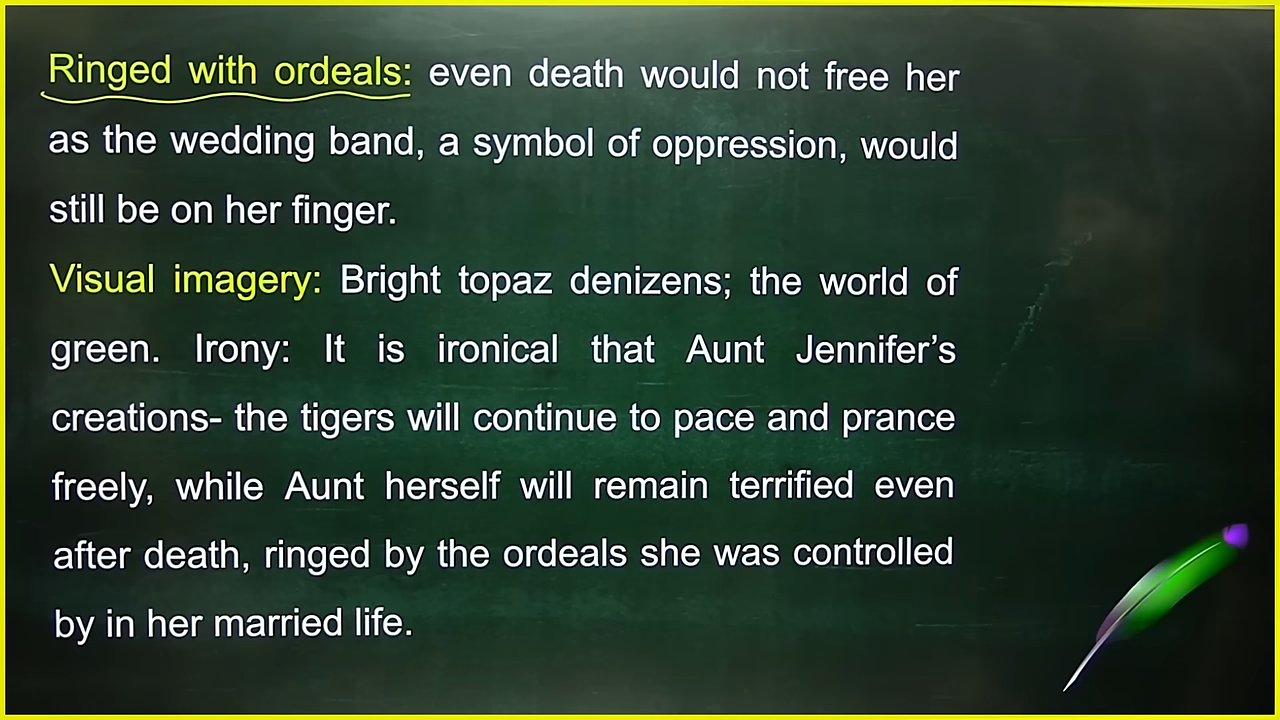 Ringed with ordeals: even death would not free her
as the wedding band, a symbol of oppression, would
still be on her finger.
Visual imagery: Bright topaz denizens; the world of
green. Irony: It is ironical that Aunt Jennifer’s
creations- the tigers will continue to pace and prance
freely, while Aunt herself will remain terrified even
after death, ringed by the ordeals she was controlled
by in her married life.